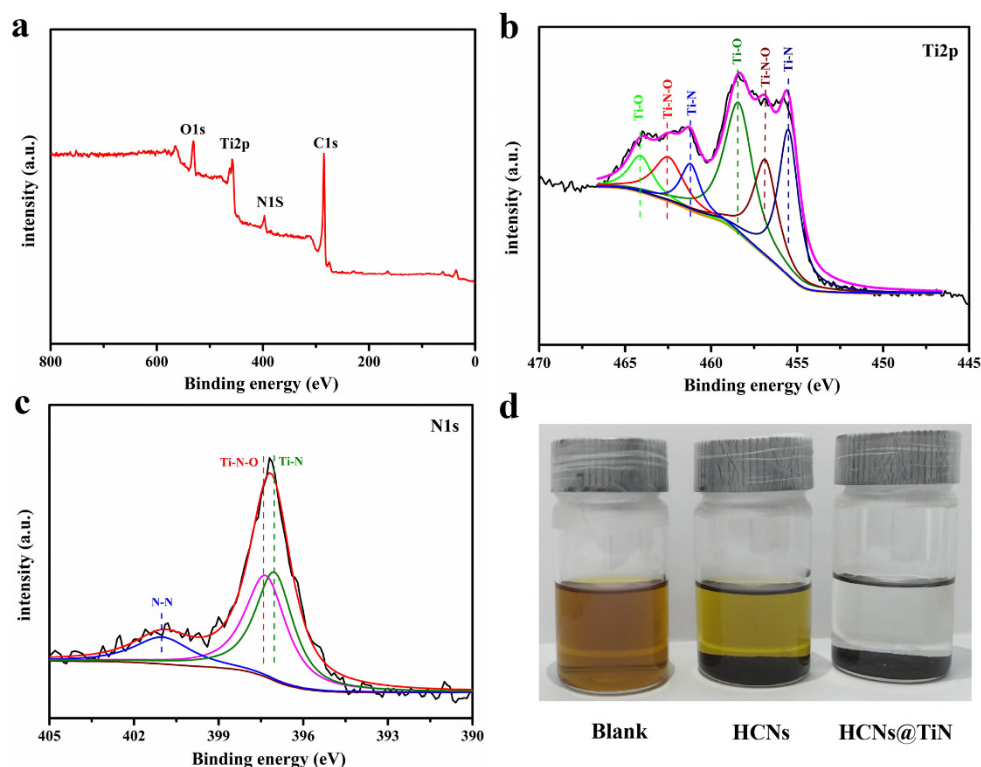 a
O1s
Ti2p
N1S
C1s
intensity (a.u.)
800
600
400
200
0
Binding energy (eV)
b
Ti2p
Ti-O
Ti-N-O
Ti-N
Ti-O
Ti-N-O
Ti-N
intensity (a.u.)
470
465
460
455
450
445
Binding energy (eV)
c
N1s
Ti-N-O
Ti-N
N-N
intensity (a.u.)
405
402
399
396
393
390
Binding energy (eV)
d
Blank
HCNs
HCNs@TiN